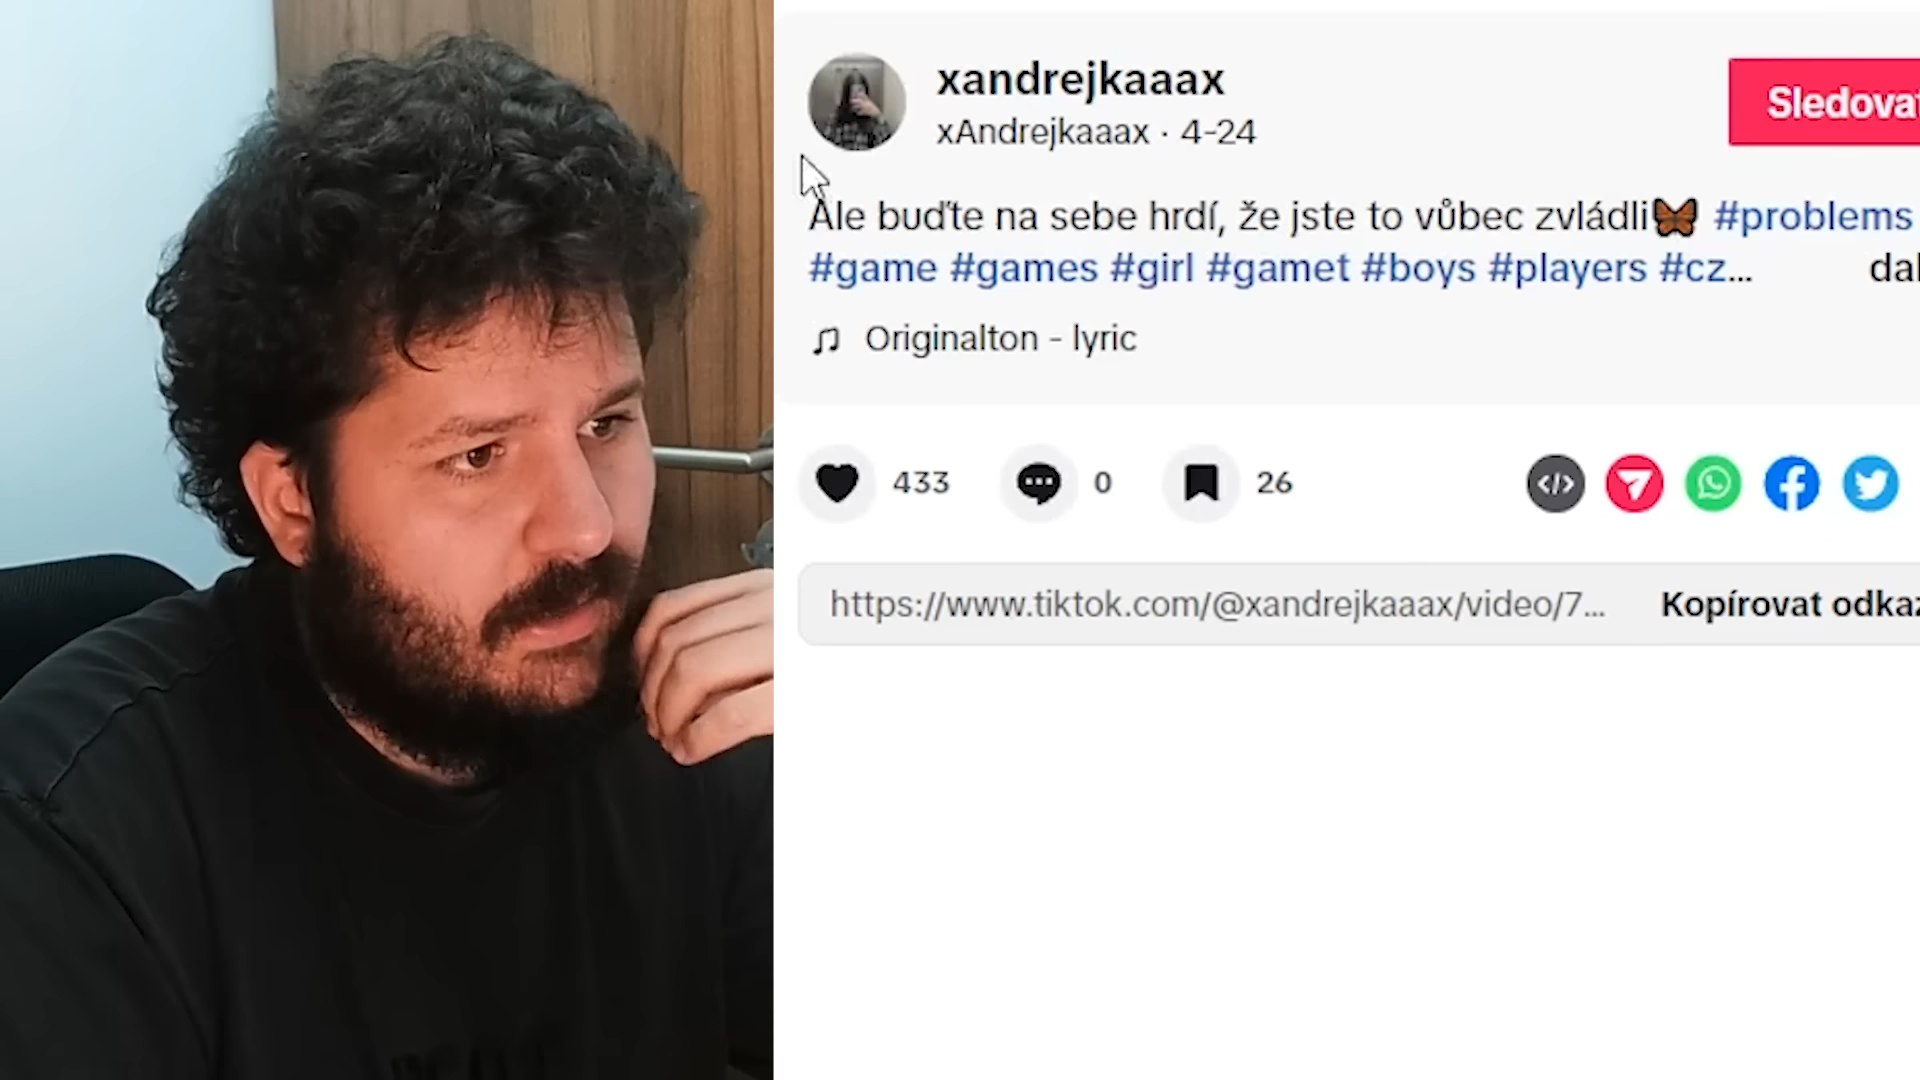 xandrejkaaax
xAndrejkaaax · 4-24
Ale buďte na sebe hrdí, že jste to vůbec zvládli🦋 #problems
#game #games #girl #gamet #boys #players #cz... dal
Originalton - lyric
433 0 26
https://www.tiktok.com/@xandrejkaaax/video/7...
Kopírovat odkaz
Sledovat